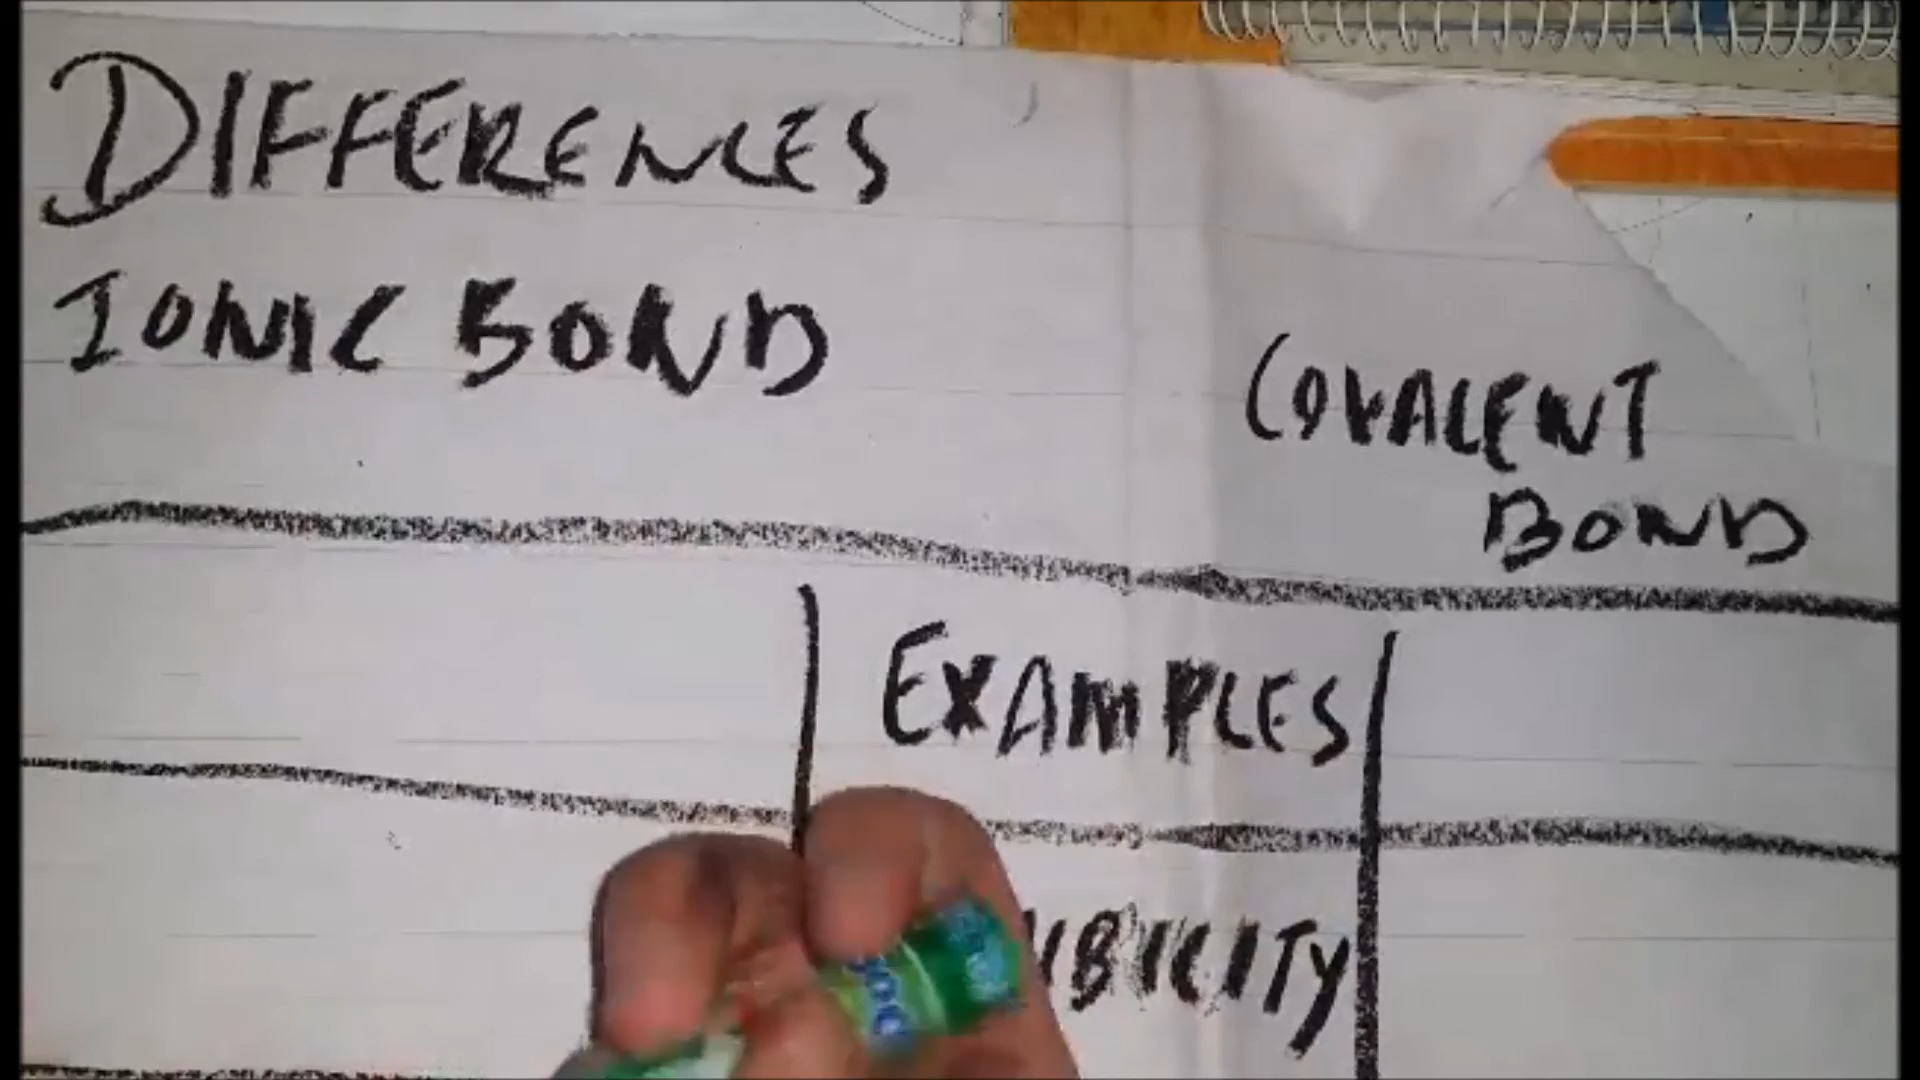 DIFFERENCES
IONIC BOND
COVALENT
BOND
EXAMPLES